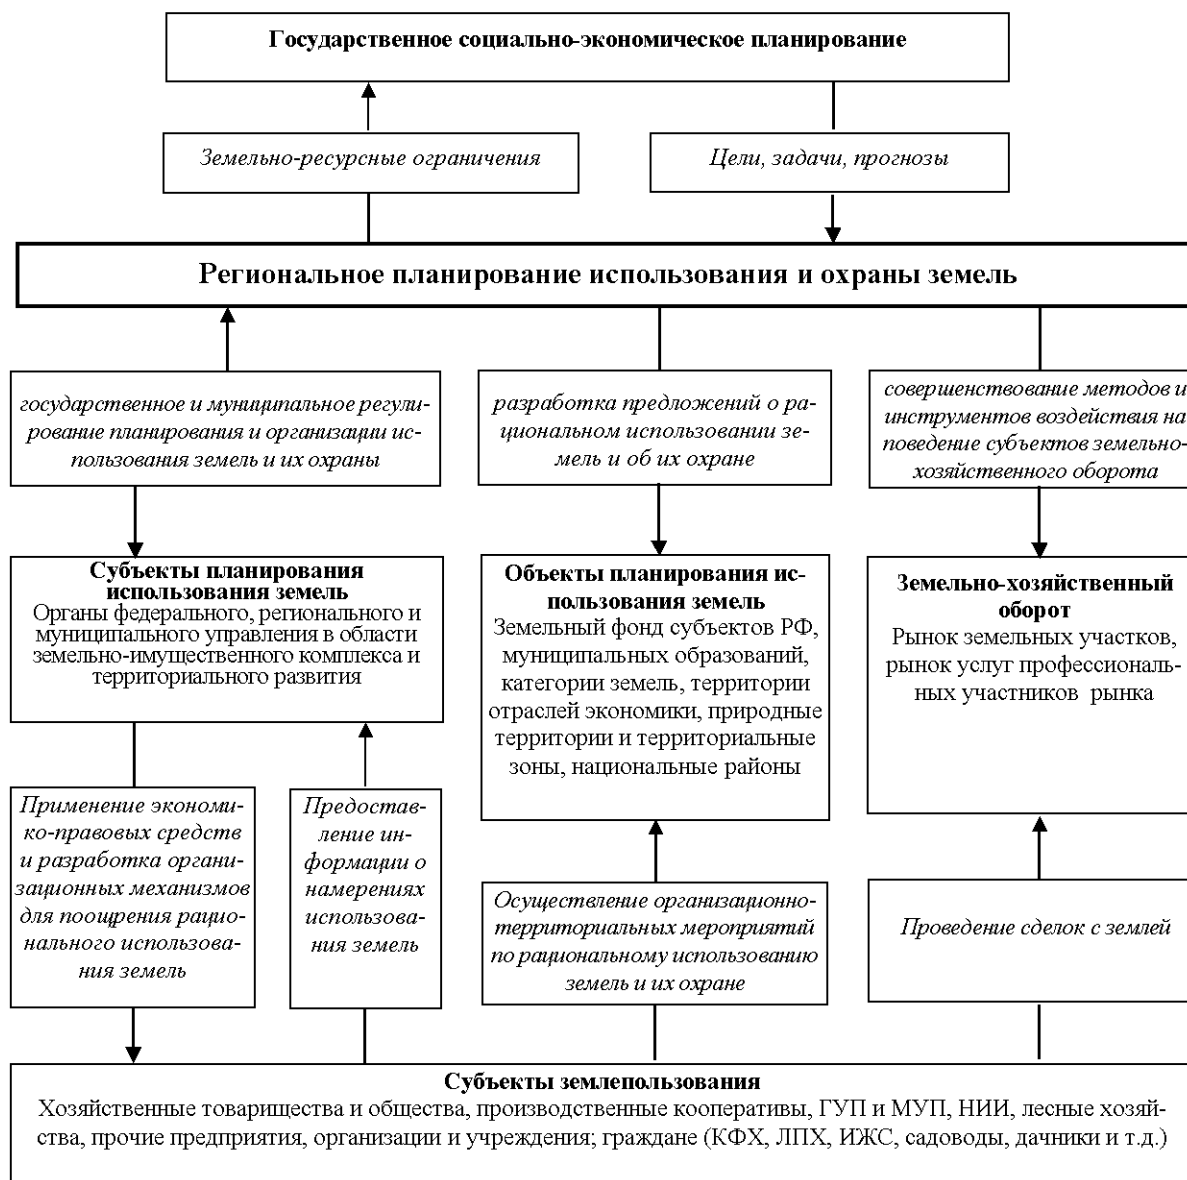 Государственное социально-экономическое планирование
Земельно-ресурсные ограничения
Цели, задачи, прогнозы
Региональное планирование использования и охраны земель
государственное и муниципальное регули-
рование планирования и организации ис-
пользования земель и их охраны
разработка предложений о ра-
циональном использовании зе-
мель и об их охране
совершенствование методов и
инструментов воздействия на
поведение субъектов земельно-
хозяйственного оборота
Субъекты планирования
использования земель
Органы федерального, регионального и
муниципального управления в области
земельно-имущественного комплекса и
территориального развития
Объекты планирования ис-
пользования земель
Земельный фонд субъектов РФ,
муниципальных образований,
категории земель, территории
отраслей экономики, природные
территории и территориальные
зоны, национальные районы
Земельно-хозяйственный
оборот
Рынок земельных участков,
рынок услуг профессиональ-
ных участников рынка
Применение эконом­и-
ко-правовых средств
и разработка органи-
зационных механизмов
для поощрения рацио-
нального использова-
ния земель
Предостав-
ление ин-
формации о
намерениях
использова-
ния земель
Осуществление организационно-
территориальных мероприятий
по рациональному использованию
земель и их охране
Проведение сделок с землей
Субъекты землепользования
Хозяйственные товарищества и общества, производственные кооперативы, ГУП и МУП, НИИ, лесные хозяй-
ства, прочие предприятия, организации и учреждения; граждане (КФХ, ЛПХ, ИЖС, садоводы, дачники и т.д.)